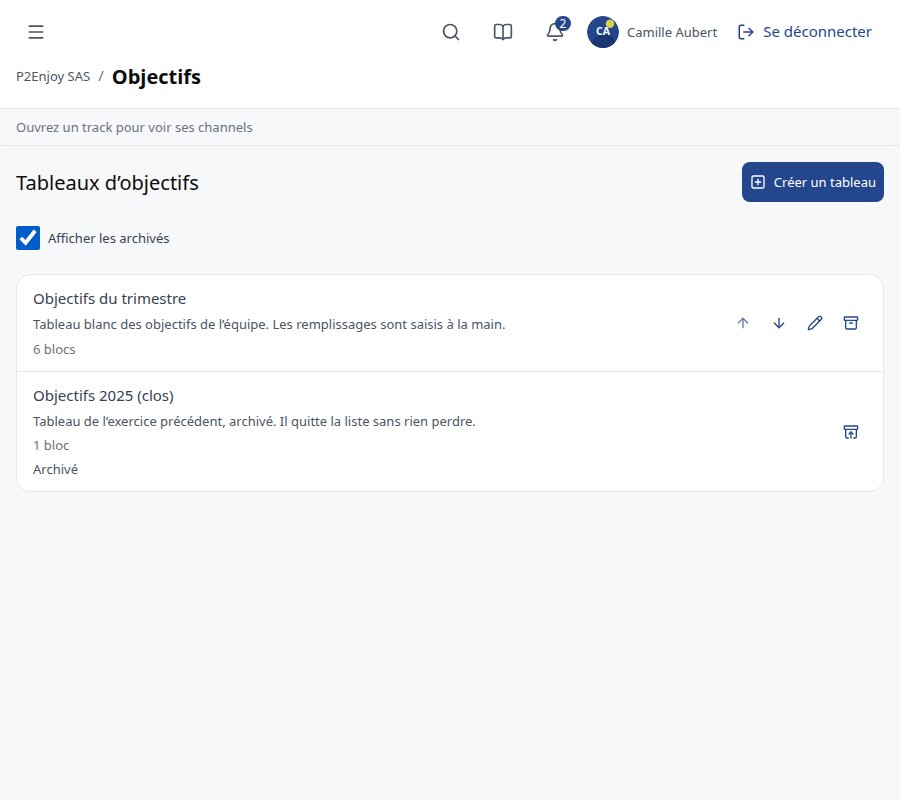 2
CA
Camille Aubert
Se déconnecter
P2Enjoy SAS / Objectifs
Ouvrez un track pour voir ses channels
Tableaux d’objectifs
Créer un tableau
Afficher les archivés
Objectifs du trimestre
Tableau blanc des objectifs de l’équipe. Les remplissages sont saisis à la main.
6 blocs
Objectifs 2025 (clos)
Tableau de l’exercice précédent, archivé. Il quitte la liste sans rien perdre.
1 bloc
Archivé